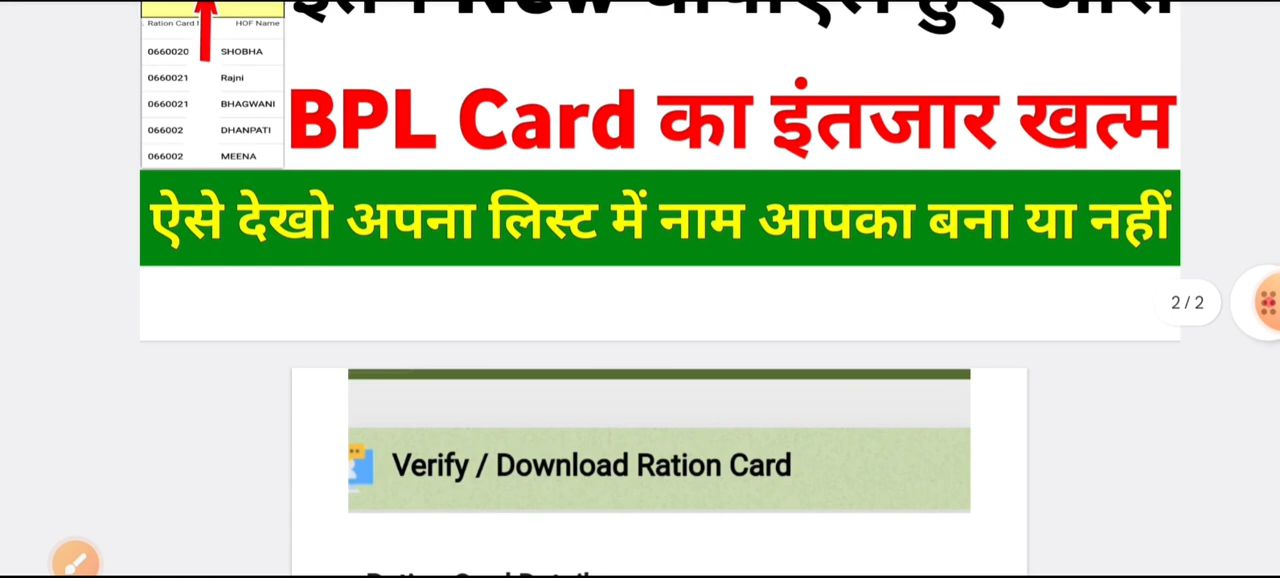 Ration Card HOF Name
0660020 SHOBHA
0660021 Rajni
0660021 BHAGWANI
066002 DHANPATI
066002 MEENA
New
BPL Card का इंतजार खत्म
ऐसे देखो अपना लिस्ट में नाम आपका बना या नहीं
2 / 2
Verify / Download Ration Card